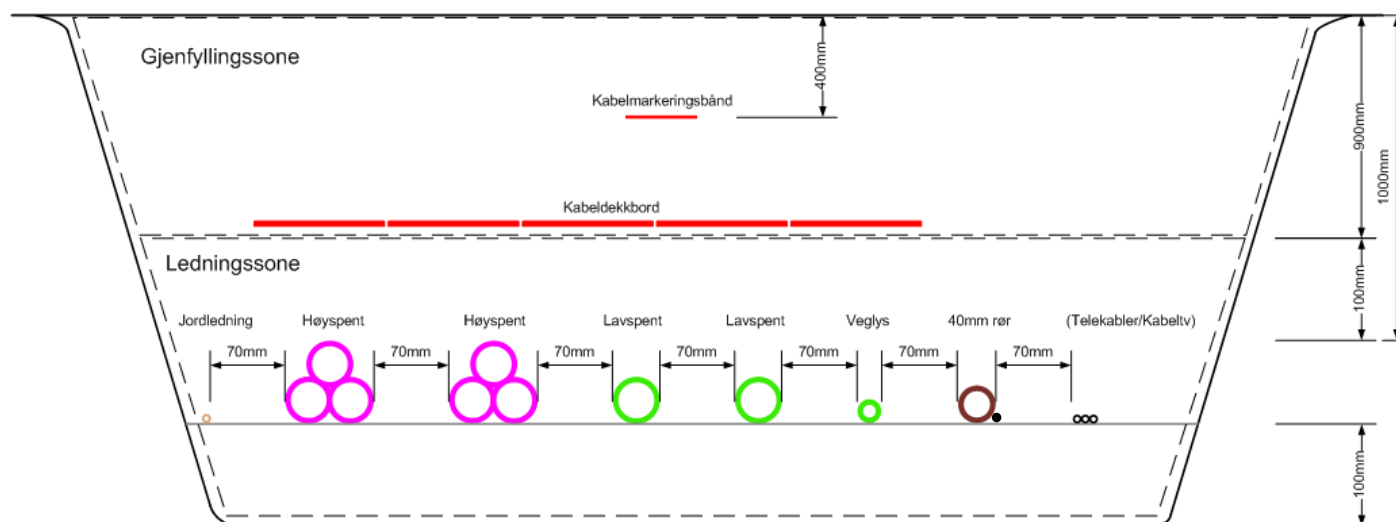 Gjenfyllingssone
400mm
Kabelmarkeringsbånd
900mm
1000mm
Kabeldekkbord
Ledningssone
100mm
Jordledning
Høyspent
Høyspent
Lavspent
Lavspent
Veglys
40mm rør
(Telekabler/Kabeltv)
70mm
70mm
70mm
70mm
70mm
70mm
70mm
100mm